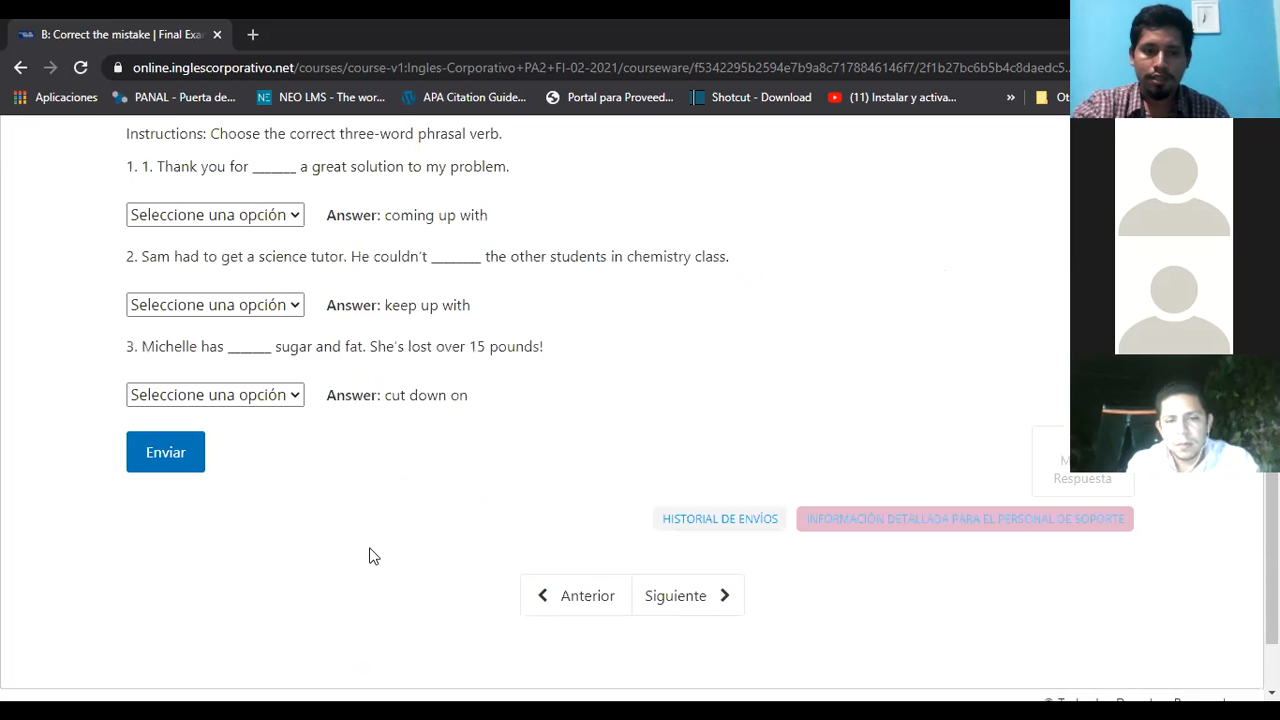 B: Correct the mistake | Final Exa
online.inglescorporativo.net/courses/course-v1:Ingles-Corporativo+PA2+FI-02-2021/courseware/f5342295b2594e7b9a8c7178846146f7/2f1b27bc6b5b4c8daedc5...
Aplicaciones PANAL - Puerta de... NE NEO LMS - The wor... APA Citation Guide... Portal para Proveed... Shotcut - Download (11) Instalar y activa... » Ot
Instructions: Choose the correct three-word phrasal verb.
1. 1. Thank you for _______ a great solution to my problem.
Seleccione una opción Answer: coming up with
2. Sam had to get a science tutor. He couldn't ________ the other students in chemistry class.
Seleccione una opción Answer: keep up with
3. Michelle has _______ sugar and fat. She's lost over 15 pounds!
Seleccione una opción Answer: cut down on
Enviar
Respuesta
HISTORIAL DE ENVÍOS INFORMACIÓN DETALLADA PARA EL PERSONAL DE SOPORTE
Anterior Siguiente